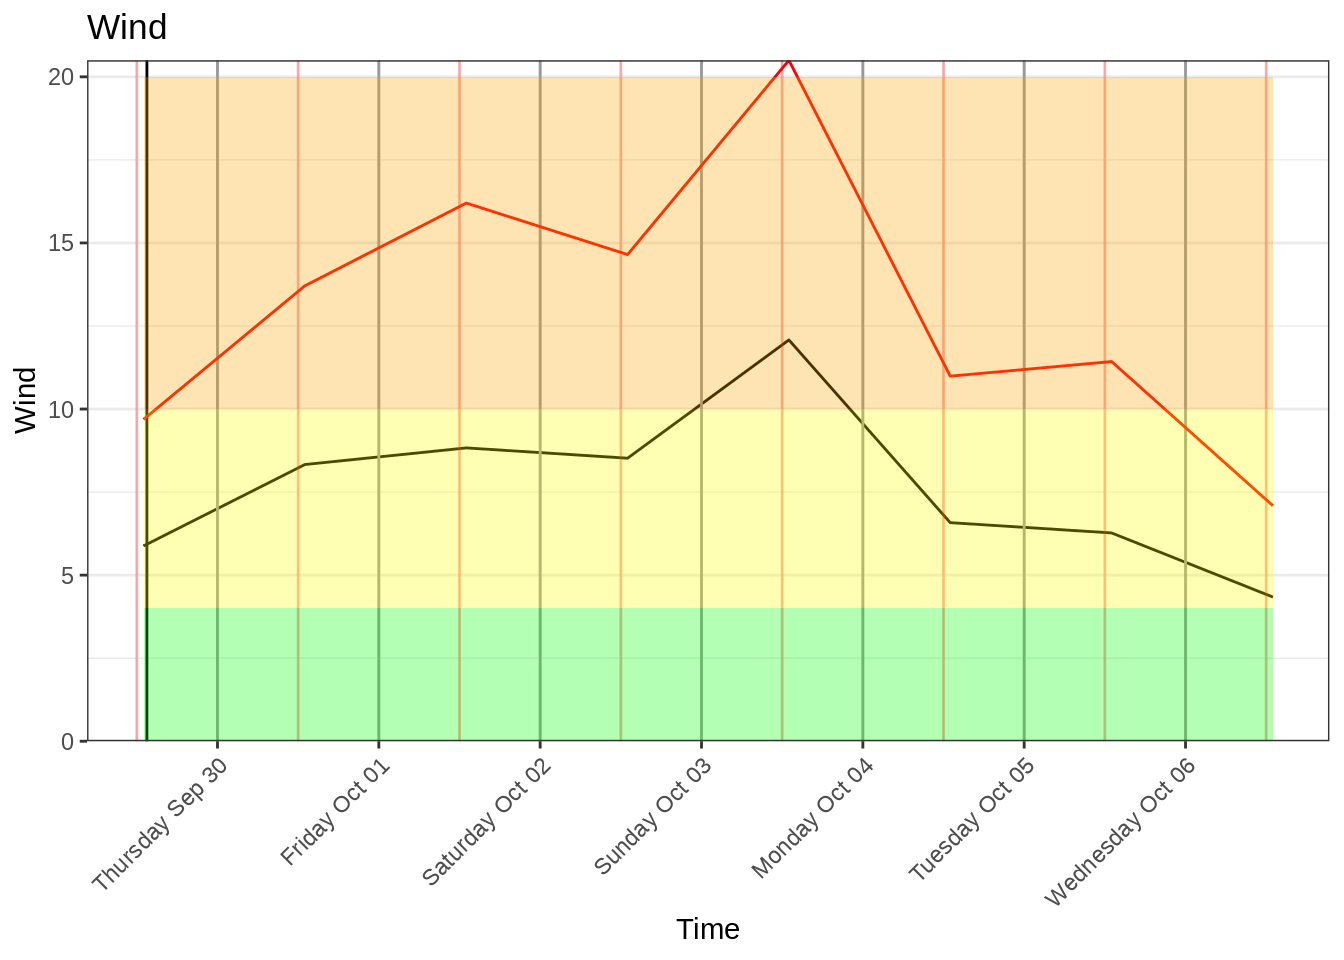 Wind
Wind
20
15
10
5
0
Thursday Sep 30
Friday Oct 01
Saturday Oct 02
Sunday Oct 03
Monday Oct 04
Tuesday Oct 05
Wednesday Oct 06
Time